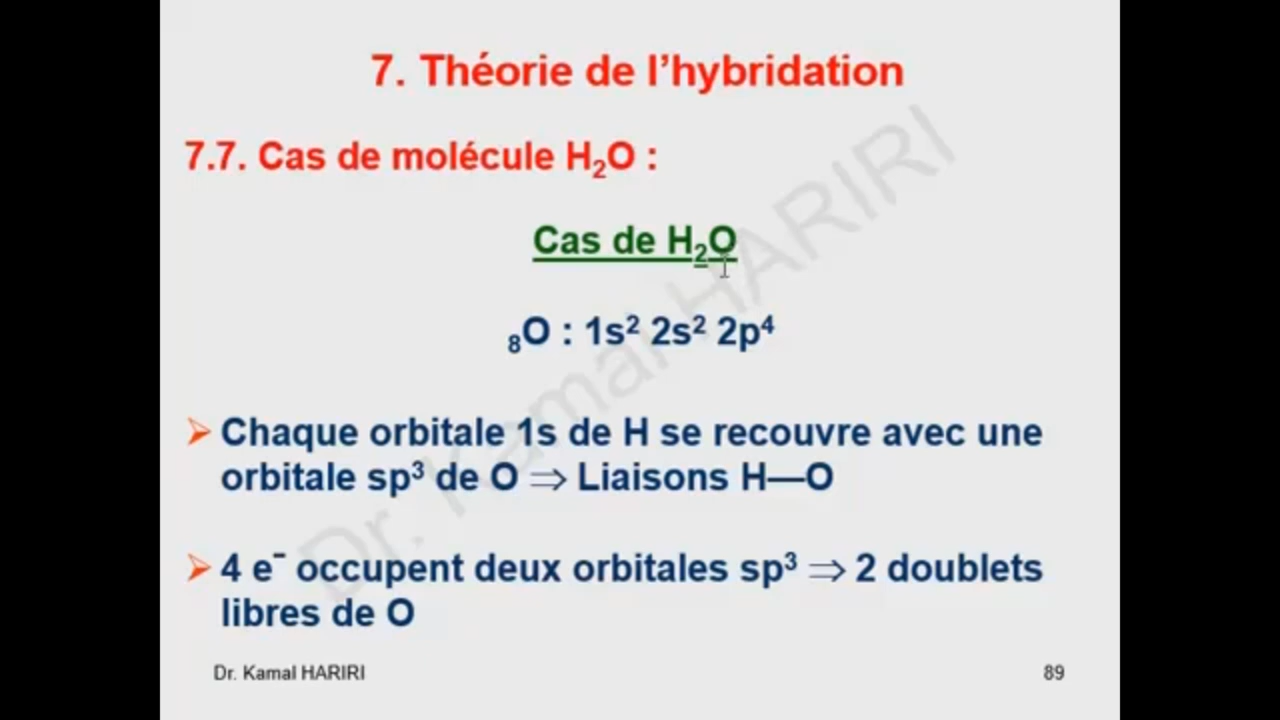 7. Théorie de l’hybridation
7.7. Cas de molécule H₂O :
Cas de H₂O
₈O : 1s² 2s² 2p⁴
➢ Chaque orbitale 1s de H se recouvre avec une
orbitale sp³ de O ⇒ Liaisons H—O
➢ 4 e⁻ occupent deux orbitales sp³ ⇒ 2 doublets
libres de O
Dr. Kamal HARIRI
Dr. Kamal HARIRI
89